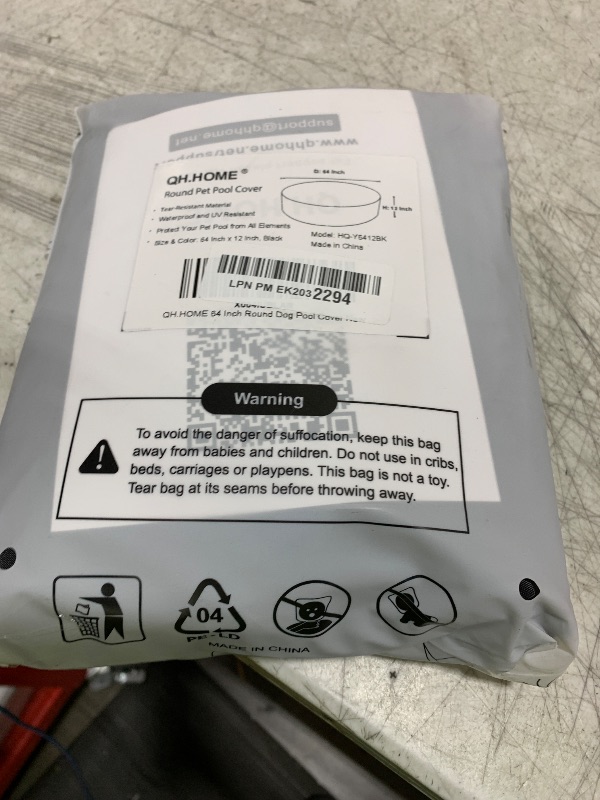 support@qhhome.net
www.qhhome.net/suppor
QH.HOME®
Round Pet Pool Cover
D: 64 Inch
H: 12 Inch
· Tear-Resistant Material
· Waterproof and UV Resistant
· Protect Your Pet Pool from All Elements
· Size & Color: 64 Inch x 12 Inch, Black
Model: HQ-Y6412BK
Made in China
LPN PM EK203 2294
QH.HOME 64 Inch Round Dog Pool Cover
Warning
To avoid the danger of suffocation, keep this bag
away from babies and children. Do not use in cribs,
beds, carriages or playpens. This bag is not a toy.
Tear bag at its seams before throwing away.
04
PE-LD
MADE IN CHINA